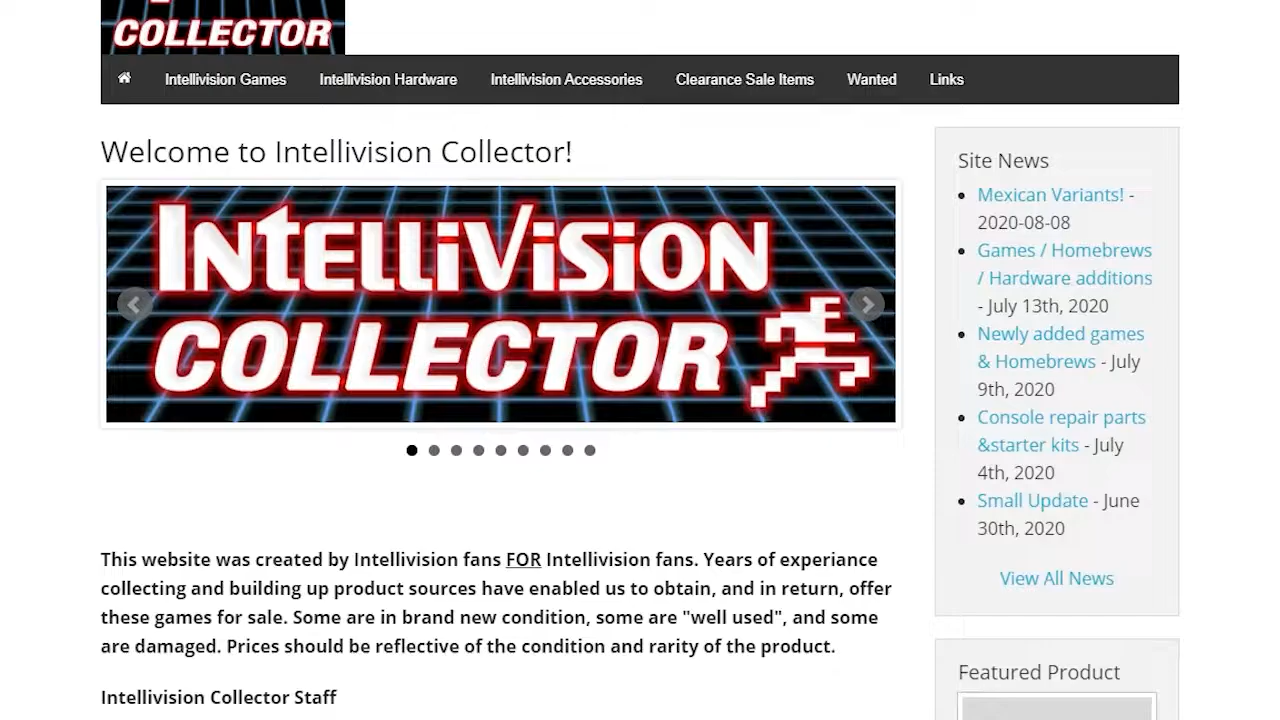 COLLECTOR
Intellivision Games Intellivision Hardware Intellivision Accessories Clearance Sale Items Wanted Links
Welcome to Intellivision Collector!
INTELLIVISION
COLLECTOR
This website was created by Intellivision fans FOR Intellivision fans. Years of experiance
collecting and building up product sources have enabled us to obtain, and in return, offer
these games for sale. Some are in brand new condition, some are "well used", and some
are damaged. Prices should be reflective of the condition and rarity of the product.
Intellivision Collector Staff
Site News
Mexican Variants! -
2020-08-08
Games / Homebrews
/ Hardware additions
- July 13th, 2020
Newly added games
& Homebrews - July
9th, 2020
Console repair parts
&starter kits - July
4th, 2020
Small Update - June
30th, 2020
View All News
Featured Product